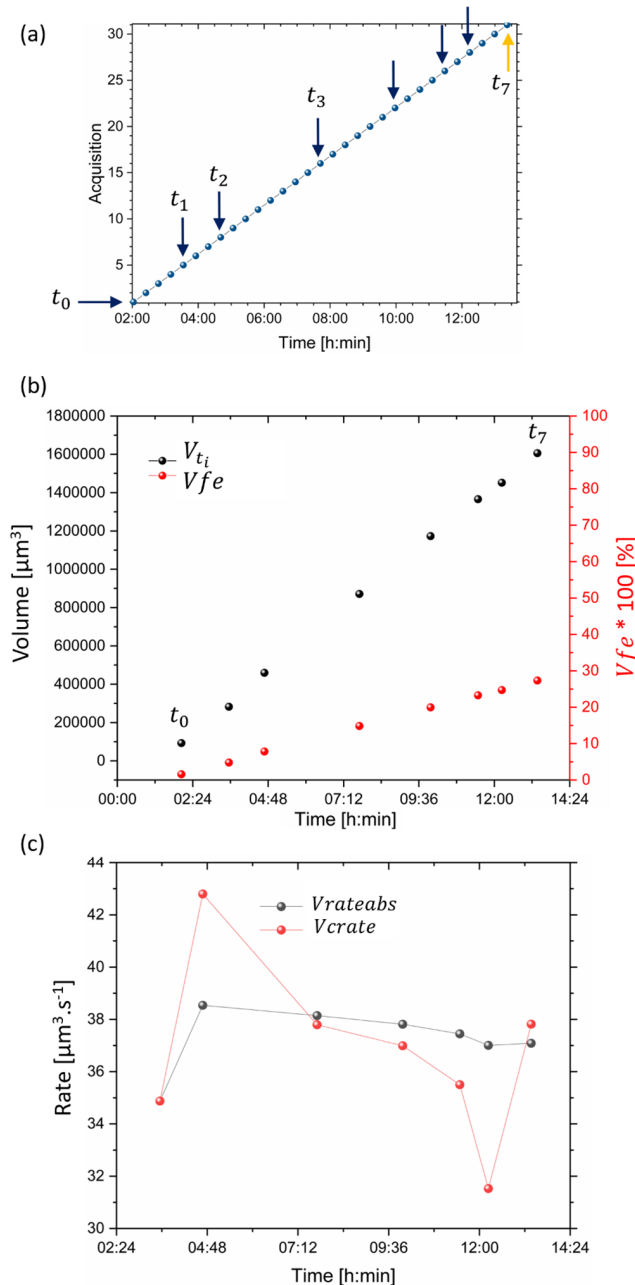 (a)
30
25
20
15
10
5
Acquisition
t₀
t₁
t₂
t₃
t₇
02:00 04:00 06:00 08:00 10:00 12:00
Time [h:min]
(b)
1800000
1600000
1400000
1200000
1000000
800000
600000
400000
200000
0
Volume [µm³]
V_{t_i}
Vfe
t₀
t₇
100
90
80
70
60
50
40
30
20
10
0
Vfe * 100 [%]
00:00 02:24 04:48 07:12 09:36 12:00 14:24
Time [h:min]
(c)
44
42
40
38
36
34
32
30
Rate [µm³.s⁻¹]
Vrateabs
Vcrate
02:24 04:48 07:12 09:36 12:00 14:24
Time [h:min]